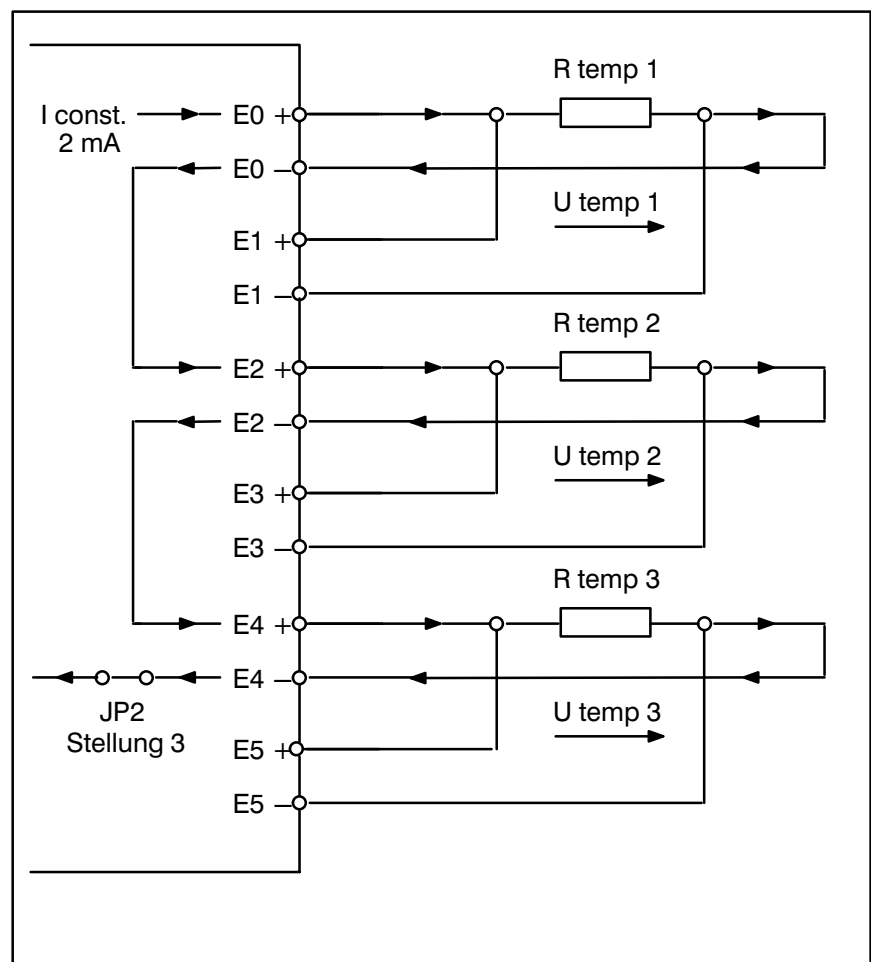 R temp 1
I const.
2 mA
E0 +
E0 –
U temp 1
E1 +
E1 –
R temp 2
E2 +
E2 –
U temp 2
E3 +
E3 –
R temp 3
E4 +
E4 –
JP2
Stellung 3
U temp 3
E5 +
E5 –